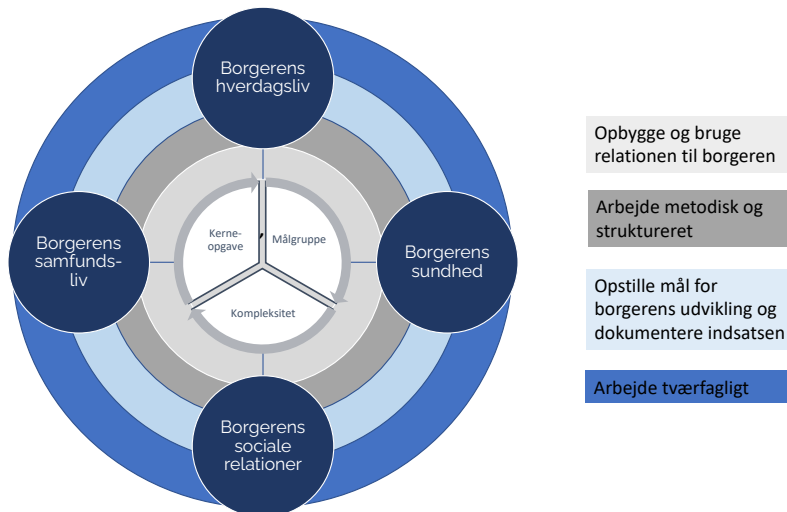 Borgerens
hverdagsliv
Borgerens
samfunds-
liv
Kerne-
opgave
Målgruppe
Kompleksitet
Borgerens
sundhed
Borgerens
sociale
relationer
Opbygge og bruge
relationen til borgeren
Arbejde metodisk og
struktureret
Opstille mål for
borgerens udvikling og
dokumentere indsatsen
Arbejde tværfagligt